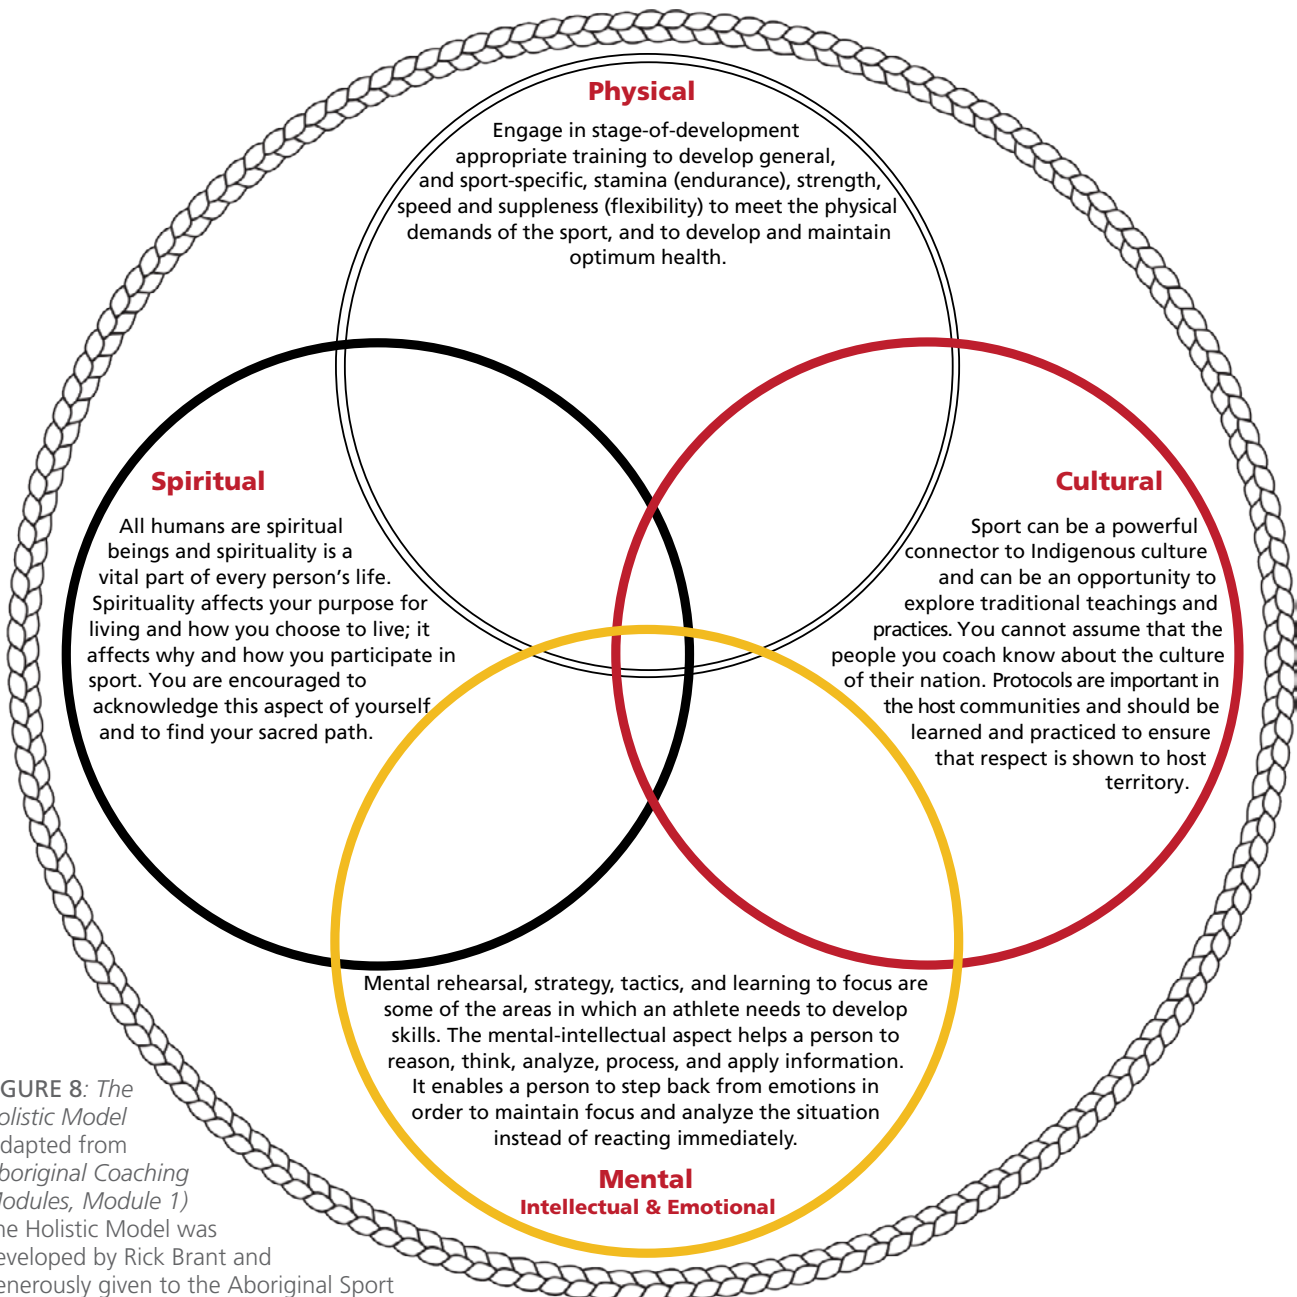 Physical
Engage in stage-of-development
appropriate training to develop general,
and sport-specific, stamina (endurance), strength,
speed and suppleness (flexibility) to meet the physical
demands of the sport, and to develop and maintain
optimum health.
Spiritual
All humans are spiritual
beings and spirituality is a
vital part of every person’s life.
Spirituality affects your purpose for
living and how you choose to live; it
affects why and how you participate in
sport. You are encouraged to
acknowledge this aspect of yourself
and to find your sacred path.
Cultural
Sport can be a powerful
connector to Indigenous culture
and can be an opportunity to
explore traditional teachings and
practices. You cannot assume that the
people you coach know about the culture
of their nation. Protocols are important in
the host communities and should be
learned and practiced to ensure
that respect is shown to host
territory.
Mental rehearsal, strategy, tactics, and learning to focus are
some of the areas in which an athlete needs to develop
skills. The mental-intellectual aspect helps a person to
reason, think, analyze, process, and apply information.
It enables a person to step back from emotions in
order to maintain focus and analyze the situation
instead of reacting immediately.
Mental
Intellectual & Emotional
GURE 8: The
olistic Model
dapted from
boriginal Coaching
Modules, Module 1)
he Holistic Model was
eveloped by Rick Brant and
enerously given to the Aboriginal Sport